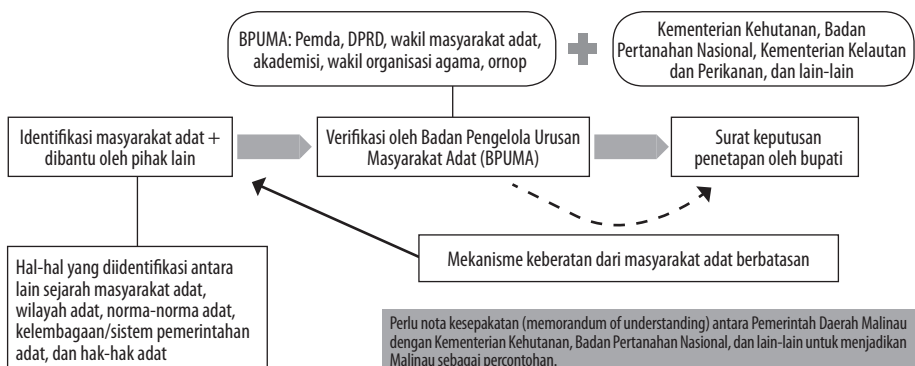 BPUMA: Pemda, DPRD, wakil masyarakat adat,
akademisi, wakil organisasi agama, ornop
Kementerian Kehutanan, Badan
Pertanahan Nasional, Kementerian Kelautan
dan Perikanan, dan lain-lain
Identifikasi masyarakat adat +
dibantu oleh pihak lain
Verifikasi oleh Badan Pengelola Urusan
Masyarakat Adat (BPUMA)
Surat keputusan
penetapan oleh bupati
Mekanisme keberatan dari masyarakat adat berbatasan
Hal-hal yang diidentifikasi antara
lain sejarah masyarakat adat,
wilayah adat, norma-norma adat,
kelembagaan/sistem pemerintahan
adat, dan hak-hak adat
Perlu nota kesepakatan (memorandum of understanding) antara Pemerintah Daerah Malinau
dengan Kementerian Kehutanan, Badan Pertanahan Nasional, dan lain-lain untuk menjadikan
Malinau sebagai percontohan.